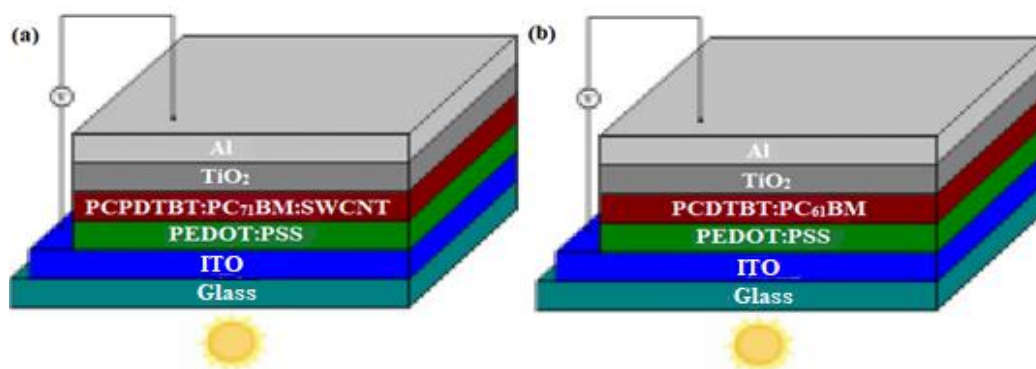 (a)
Al
TiO₂
PCPDTBT:PC₇₁BM:SWCNT
PEDOT:PSS
ITO
Glass
(b)
Al
TiO₂
PCDTBT:PC₆₁BM
PEDOT:PSS
ITO
Glass